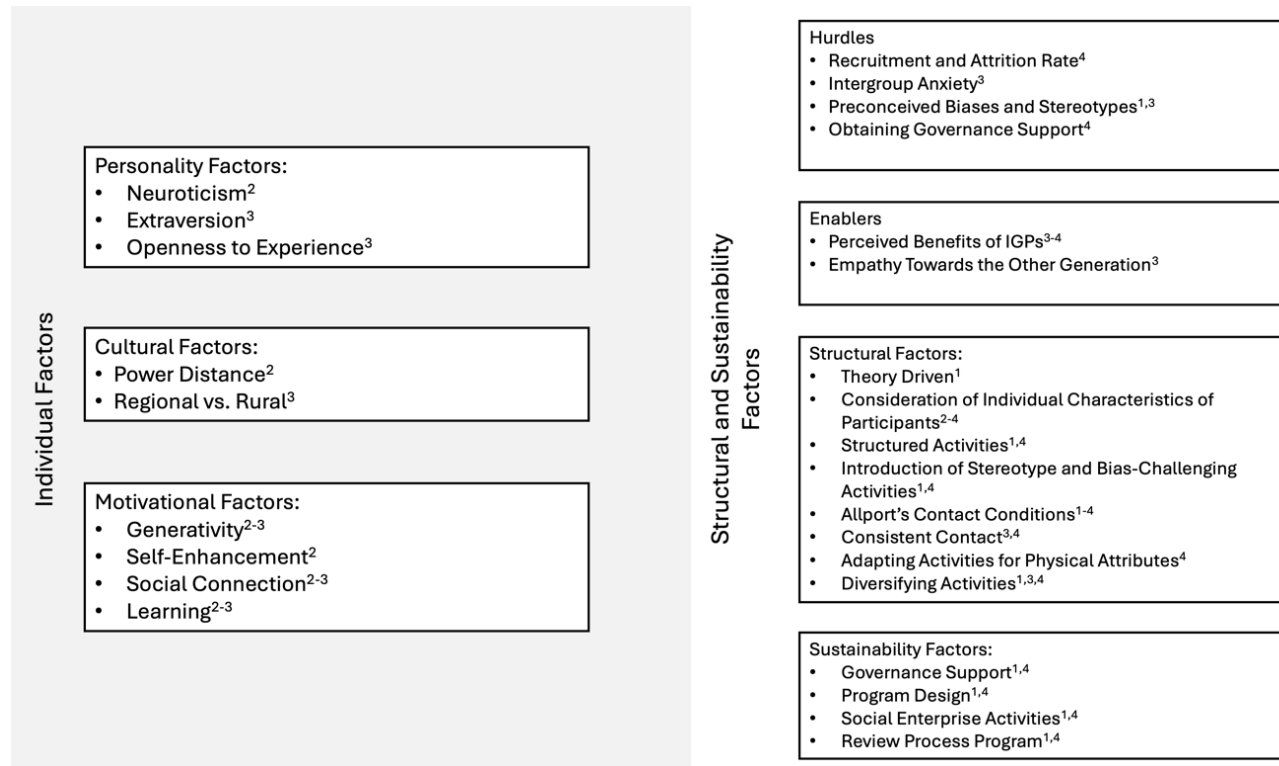 Individual Factors
Personality Factors:
• Neuroticism²
• Extraversion³
• Openness to Experience³
Cultural Factors:
• Power Distance²
• Regional vs. Rural³
Motivational Factors:
• Generativity²⁻³
• Self-Enhancement²
• Social Connection²⁻³
• Learning²⁻³
Structural and Sustainability
Factors
Hurdles
• Recruitment and Attrition Rate⁴
• Intergroup Anxiety³
• Preconceived Biases and Stereotypes¹,³
• Obtaining Governance Support⁴
Enablers
• Perceived Benefits of IGPs³⁻⁴
• Empathy Towards the Other Generation³
Structural Factors:
• Theory Driven¹
• Consideration of Individual Characteristics of
Participants²⁻⁴
• Structured Activities¹,⁴
• Introduction of Stereotype and Bias-Challenging
Activities¹,⁴
• Allport's Contact Conditions¹⁻⁴
• Consistent Contact³,⁴
• Adapting Activities for Physical Attributes⁴
• Diversifying Activities¹,³,⁴
Sustainability Factors:
• Governance Support¹,⁴
• Program Design¹,⁴
• Social Enterprise Activities¹,⁴
• Review Process Program¹,⁴